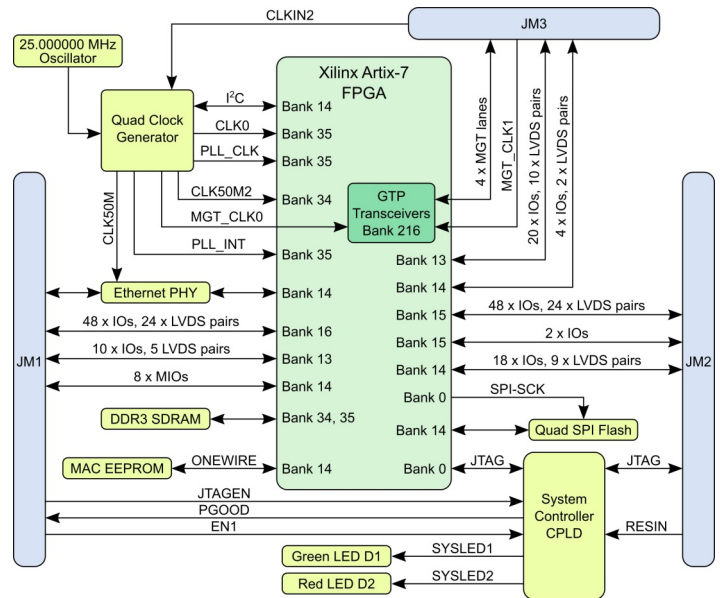 CLKIN2
JM3
25.000000 MHz
Oscillator
Xilinx Artix-7
FPGA
Quad Clock
Generator
I²C
Bank 14
CLK0
Bank 35
PLL_CLK
Bank 35
CLK50M
CLK50M2
Bank 34
MGT_CLK0
GTP
Transceivers
Bank 216
4 x MGT lanes
MGT_CLK1
20 x IOs, 10 x LVDS pairs
4 x IOs, 2 x LVDS pairs
PLL_INT
Bank 35
Bank 13
Ethernet PHY
Bank 14
Bank 14
48 x IOs, 24 x LVDS pairs
Bank 16
Bank 15
48 x IOs, 24 x LVDS pairs
10 x IOs, 5 LVDS pairs
Bank 13
Bank 15
2 x IOs
JM1
8 x MIOs
Bank 14
Bank 14
18 x IOs, 9 x LVDS pairs
JM2
DDR3 SDRAM
Bank 34, 35
Bank 0
SPI-SCK
Bank 14
Quad SPI Flash
MAC EEPROM
ONEWIRE
Bank 14
Bank 0
JTAG
JTAG
JTAGEN
PGOOD
EN1
System
Controller
CPLD
RESIN
Green LED D1
SYSLED1
Red LED D2
SYSLED2